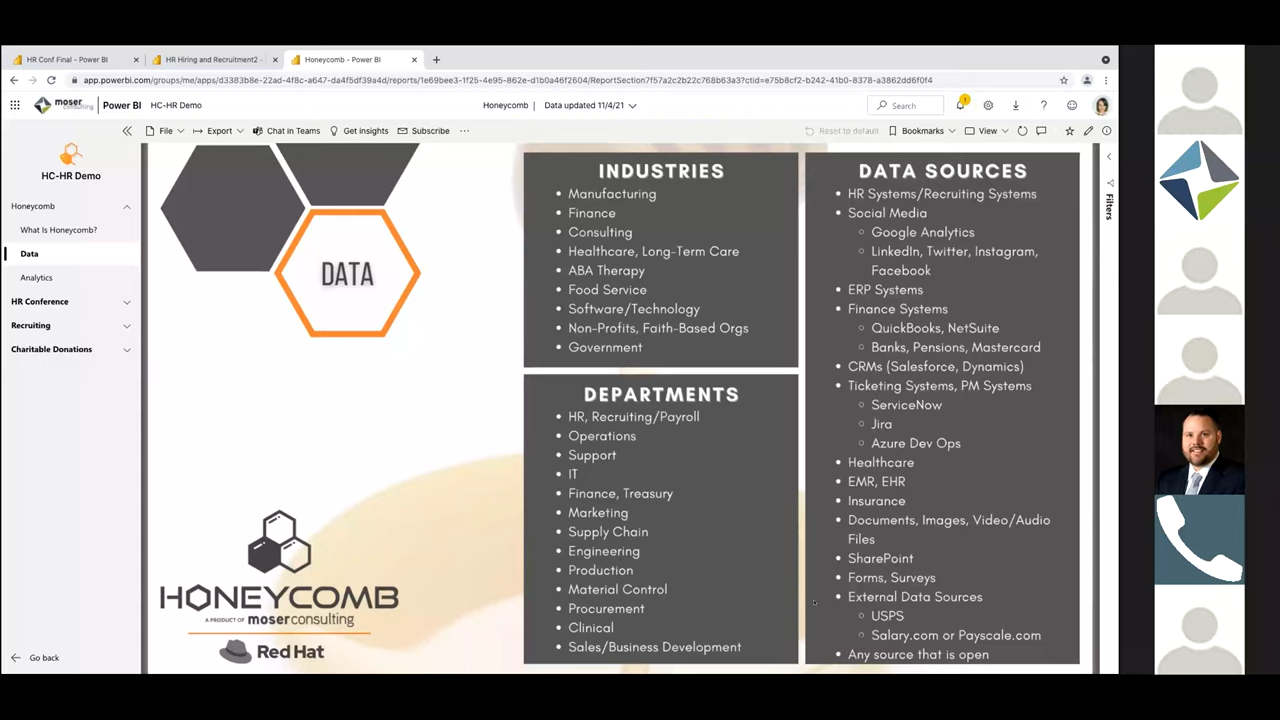 HR Conf Final - Power BI
HR Hiring and Recruitment2 -
Honeycomb - Power BI
app.powerbi.com/groups/me/apps/d3383b8e-22ad-4f8c-a647-da4f5df39a4d/reports/1e69bee3-1f25-4e95-862e-d1b0a46f2604/ReportSection7f57a2c2b22c768b63a3?ctid=e75b8cf2-b242-41b0-8378-a3862dd6f0f4
moser consulting
Power BI
HC-HR Demo
Honeycomb | Data updated 11/4/21
Search
1
File
Export
Chat in Teams
Get insights
Subscribe
Reset to default
Bookmarks
View
HC-HR Demo
Honeycomb
What Is Honeycomb?
Data
Analytics
HR Conference
Recruiting
Charitable Donations
Go back
Filters
DATA
HONEYCOMB
A PRODUCT OF moserconsulting
Red Hat
INDUSTRIES
• Manufacturing
• Finance
• Consulting
• Healthcare, Long-Term Care
• ABA Therapy
• Food Service
• Software/Technology
• Non-Profits, Faith-Based Orgs
• Government
DEPARTMENTS
• HR, Recruiting/Payroll
• Operations
• Support
• IT
• Finance, Treasury
• Marketing
• Supply Chain
• Engineering
• Production
• Material Control
• Procurement
• Clinical
• Sales/Business Development
DATA SOURCES
• HR Systems/Recruiting Systems
• Social Media
◦ Google Analytics
◦ LinkedIn, Twitter, Instagram,
Facebook
• ERP Systems
• Finance Systems
◦ QuickBooks, NetSuite
◦ Banks, Pensions, Mastercard
• CRMs (Salesforce, Dynamics)
• Ticketing Systems, PM Systems
◦ ServiceNow
◦ Jira
◦ Azure Dev Ops
• Healthcare
• EMR, EHR
• Insurance
• Documents, Images, Video/Audio
Files
• SharePoint
• Forms, Surveys
• External Data Sources
◦ USPS
◦ Salary.com or Payscale.com
• Any source that is open